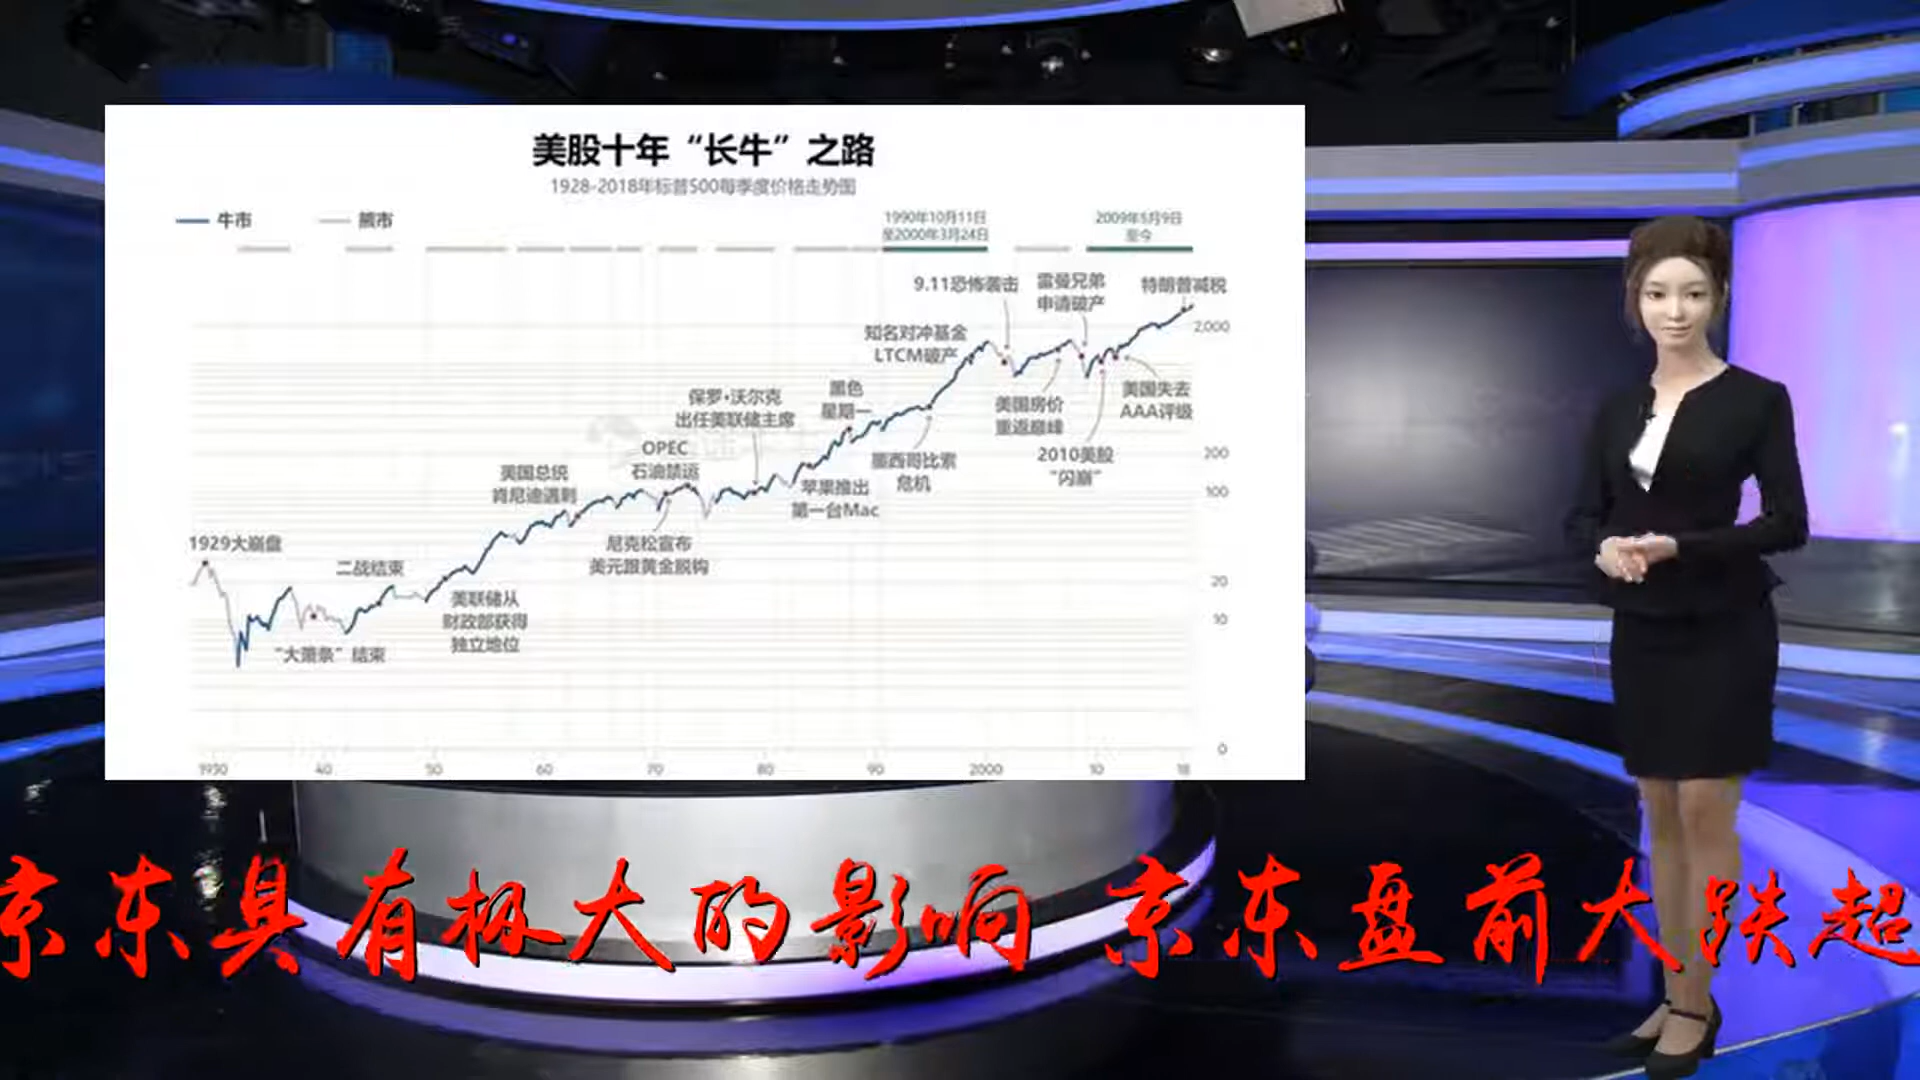 美股十年“长牛”之路
1928-2018年标普500每季度价格走势图
牛市
熊市
1990年10月11日
至2000年3月24日
2009年5月9日
至今
9.11恐怖袭击
雷曼兄弟
申请破产
特朗普减税
2,000
知名对冲基金
LTCM破产
保罗·沃尔克
出任美联储主席
黑色
星期一
美国房价
重返巅峰
美国失去
AAA评级
OPEC
石油禁运
墨西哥比索
危机
2010美股
“闪崩”
200
美国总统
肯尼迪遇刺
苹果推出
第一台Mac
100
1929大崩盘
尼克松宣布
美元跟黄金脱钩
二战结束
20
美联储从
财政部获得
独立地位
10
“大萧条”结束
0
1930 40 50 60 70 80 90 2000 10 18
京东具有极大的影响 京东盘前大跌超